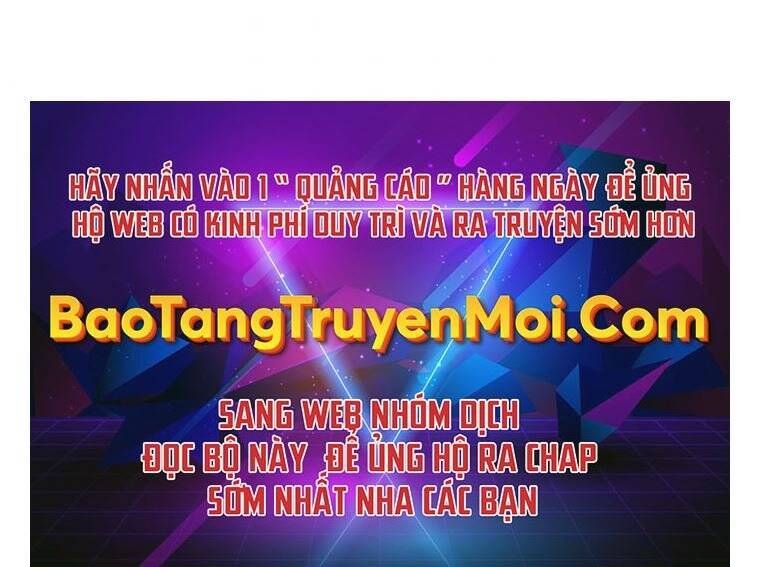 HÃY NHẤN VÀO 1 “ QUẢNG CÁO ” HÀNG NGÀY ĐỂ ỦNG
HỘ WEB CÓ KINH PHÍ DUY TRÌ VÀ RA TRUYỆN SỚM HƠN
BaoTangTruyenMoi.Com
SANG WEB NHÓM DỊCH
ĐỌC BỘ NÀY ĐỂ ỦNG HỘ RA CHAP
SỚM NHẤT NHA CÁC BẠN